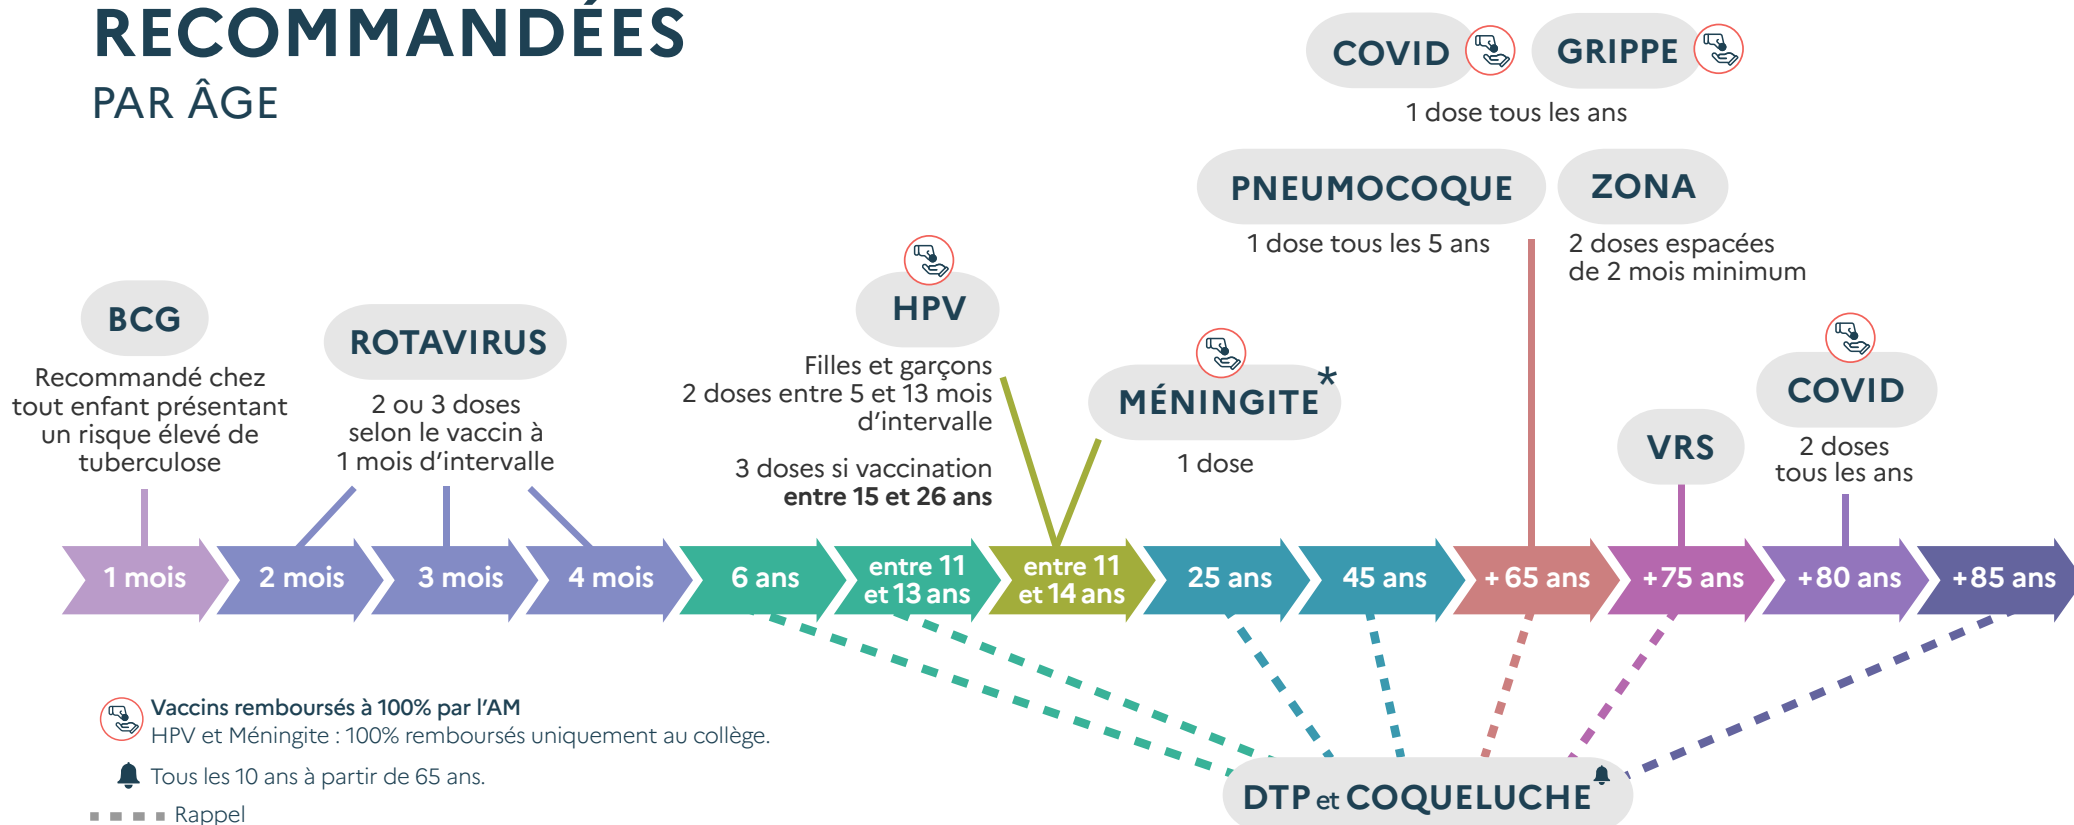 RECOMMANDÉES
PAR ÂGE
COVID
GRIPPE
1 dose tous les ans
PNEUMOCOQUE
1 dose tous les 5 ans
ZONA
2 doses espacées
de 2 mois minimum
BCG
Recommandé chez
tout enfant présentant
un risque élevé de
tuberculose
ROTAVIRUS
2 ou 3 doses
selon le vaccin à
1 mois d'intervalle
HPV
Filles et garçons
2 doses entre 5 et 13 mois
d'intervalle
3 doses si vaccination
entre 15 et 26 ans
MÉNINGITE*
1 dose
VRS
COVID
2 doses
tous les ans
1 mois
2 mois
3 mois
4 mois
6 ans
entre 11
et 13 ans
entre 11
et 14 ans
25 ans
45 ans
+ 65 ans
+75 ans
+80 ans
+85 ans
Vaccins remboursés à 100% par l'AM
HPV et Méningite : 100% remboursés uniquement au collège.
Tous les 10 ans à partir de 65 ans.
Rappel
DTP et COQUELUCHE